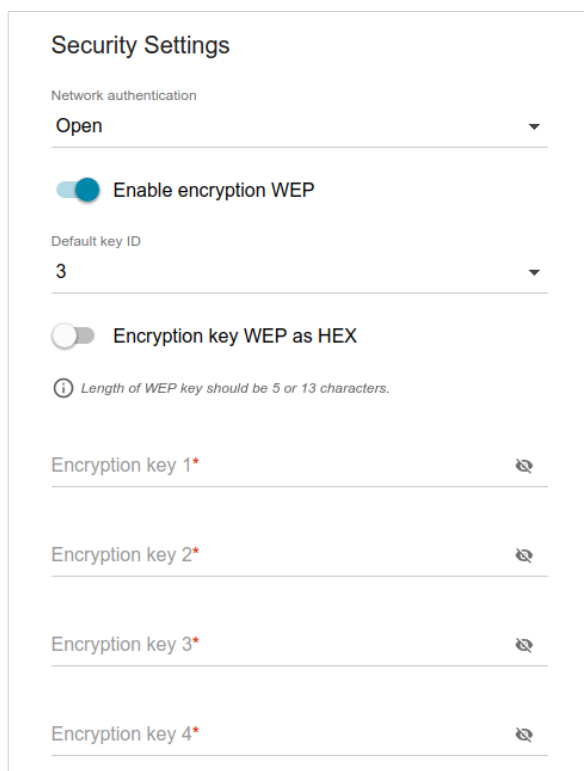 Security Settings
Network authentication
Open
Enable encryption WEP
Default key ID
3
Encryption key WEP as HEX
Length of WEP key should be 5 or 13 characters.
Encryption key 1*
Encryption key 2*
Encryption key 3*
Encryption key 4*